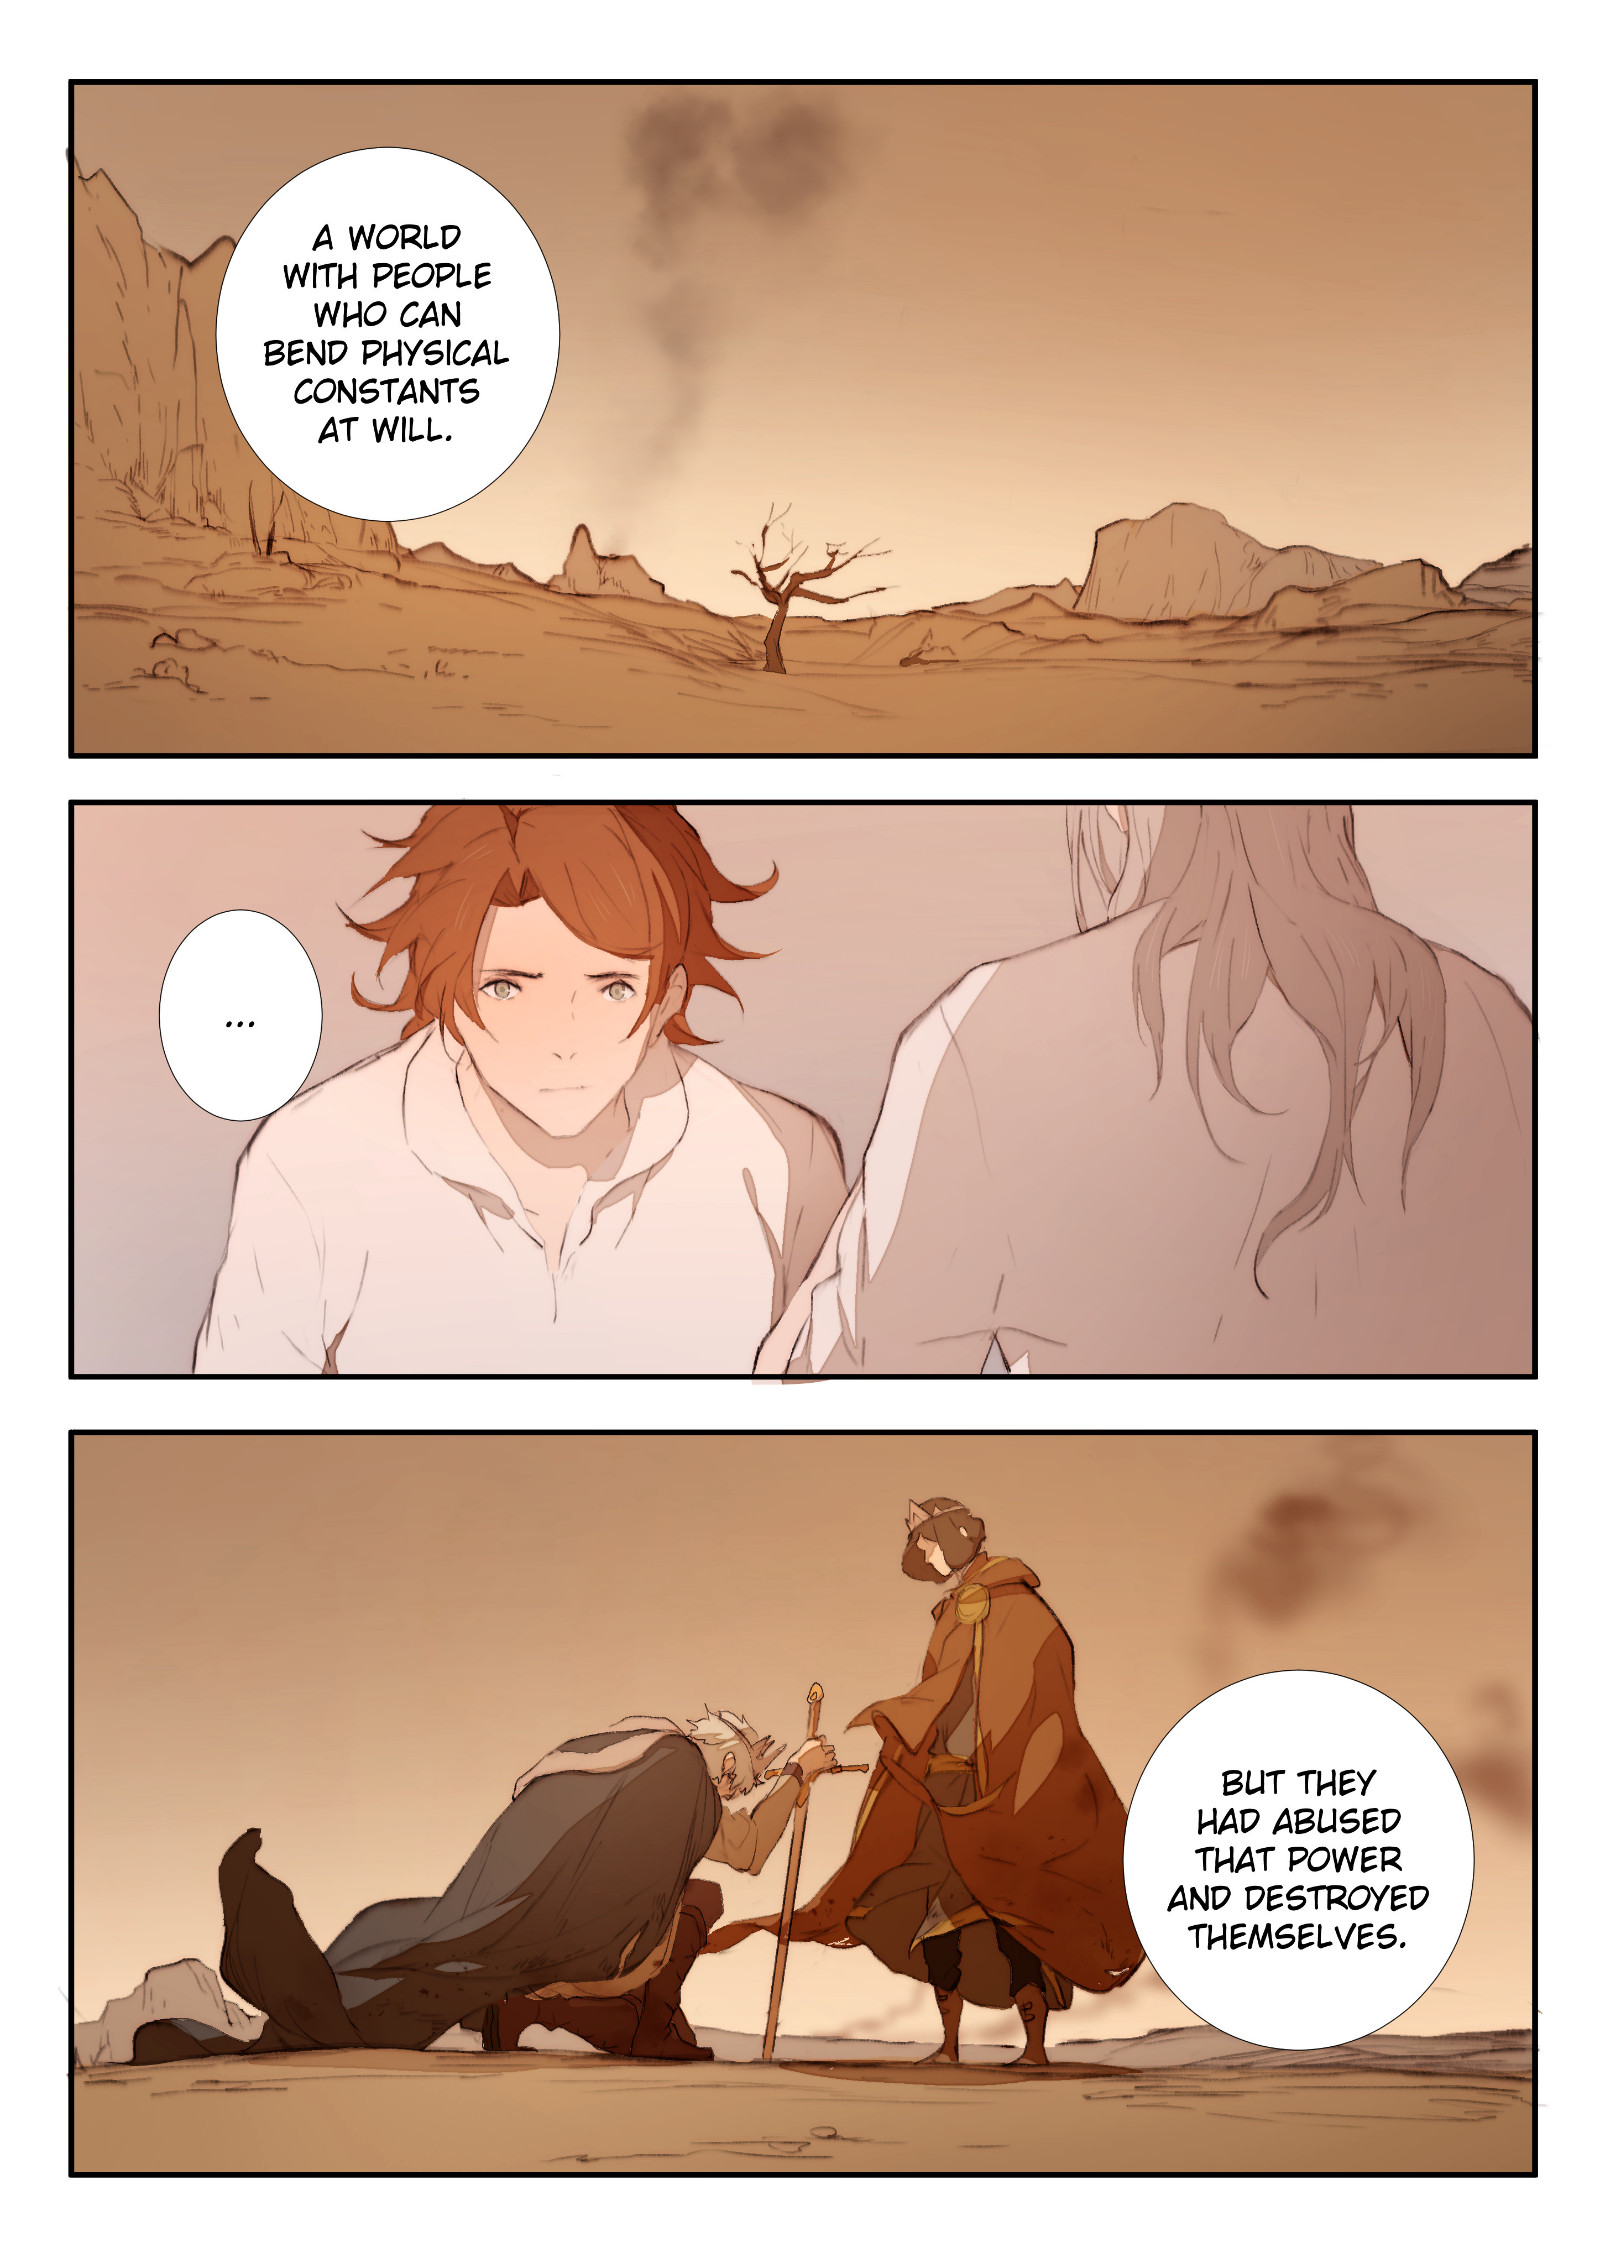 A WORLD
WITH PEOPLE
WHO CAN
BEND PHYSICAL
CONSTANTS
AT WILL.
...
BUT THEY
HAD ABUSED
THAT POWER
AND DESTROYED
THEMSELVES.